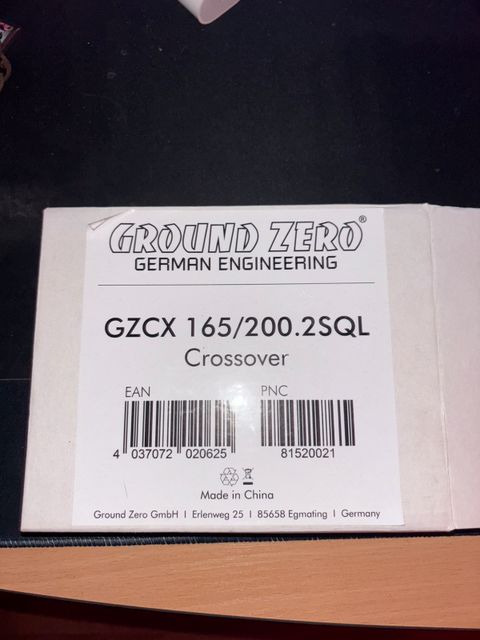 GROUND ZERO®
GERMAN ENGINEERING
GZCX 165/200.2SQL
Crossover
EAN PNC
4 037072 020625 81520021
Made in China
Ground Zero GmbH I Erlenweg 25 I 85658 Egmating I Germany